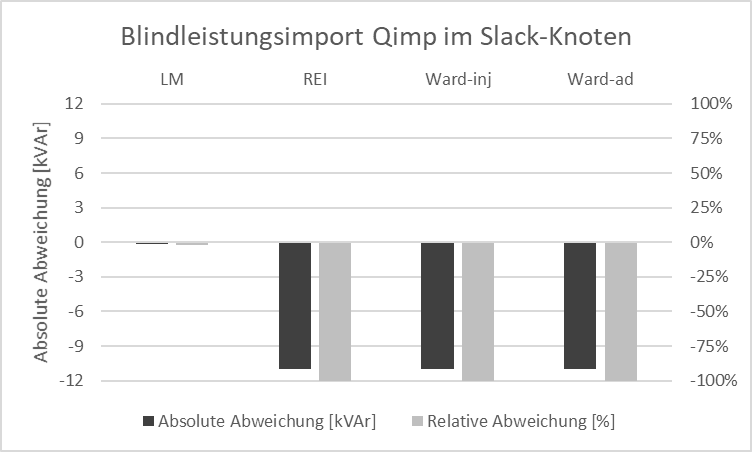 Blindleistungsimport Qimp im Slack-Knoten
LM REI Ward-inj Ward-ad
12 100%
9 75%
6 50%
3 25%
0 0%
-3 -25%
-6 -50%
-9 -75%
-12 -100%
Absolute Abweichung [kVAr]
Absolute Abweichung [kVAr] Relative Abweichung [%]